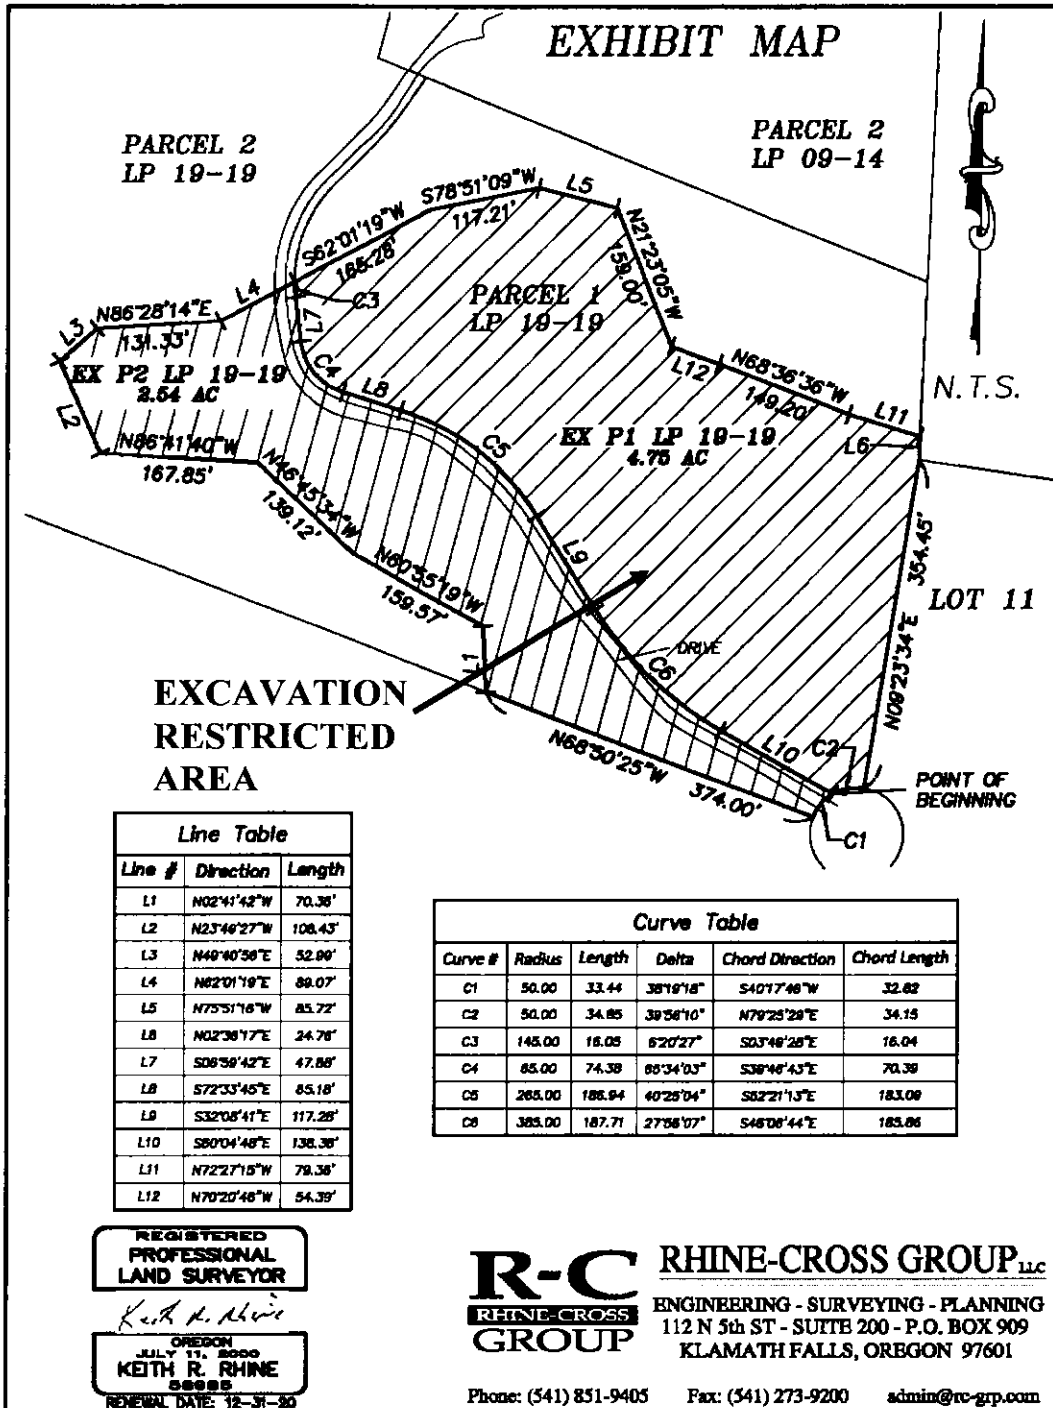 EXHIBIT MAP
PARCEL 2
LP 19-19
PARCEL 2
LP 09-14
S78°51'09"W
117.21'
L5
S62°01'19"W
165.28'
N21°23'05"W
159.00'
C3
PARCEL 1
LP 19-19
L4
N86°28'14"E
131.33'
L3
L7
C4
L12
N68°36'36"W
149.20'
L11
N.T.S.
EX P2 LP 19-19
2.54 AC
L8
L2
C5
EX P1 LP 19-19
4.75 AC
L6
N86°41'40"W
167.85'
N46°45'34"W
139.12'
L9
N60°55'19"W
159.57'
354.45'
N09°23'34"E
LOT 11
L1
DRIVE
C6
EXCAVATION
RESTRICTED
AREA
N68°50'25"W
374.00'
L10
C2
POINT OF
BEGINNING
C1
Line Table
Line # Direction Length
L1 N02°41'42"W 70.36'
L2 N23°49'27"W 106.43'
L3 N49°40'56"E 52.99'
L4 N62°01'19"E 89.07'
L5 N75°51'16"W 85.72'
L6 N02°36'17"E 24.76'
L7 S06°59'42"E 47.88'
L8 S72°33'45"E 85.18'
L9 S32°08'41"E 117.28'
L10 S60°04'48"E 138.38'
L11 N72°27'15"W 79.36'
L12 N70°20'46"W 54.39'
Curve Table
Curve # Radius Length Delta Chord Direction Chord Length
C1 50.00 33.44 38°19'18" S40°17'46"W 32.82
C2 50.00 34.85 39°56'10" N79°25'29"E 34.15
C3 145.00 16.05 6°20'27" S03°49'28"E 16.04
C4 65.00 74.38 65°34'03" S39°46'43"E 70.39
C5 265.00 186.94 40°25'04" S52°21'13"E 183.09
C6 385.00 187.71 27°56'07" S46°06'44"E 185.86
REGISTERED
PROFESSIONAL
LAND SURVEYOR
Keith R. Rhine
OREGON
JULY 11, 2000
KEITH R. RHINE
RENEWAL DATE: 12-31-20
R-C
RHINE-CROSS
GROUP
RHINE-CROSS GROUP LLC
ENGINEERING - SURVEYING - PLANNING
112 N 5th ST - SUITE 200 - P.O. BOX 909
KLAMATH FALLS, OREGON 97601
Phone: (541) 851-9405 Fax: (541) 273-9200 admin@rc-grp.com